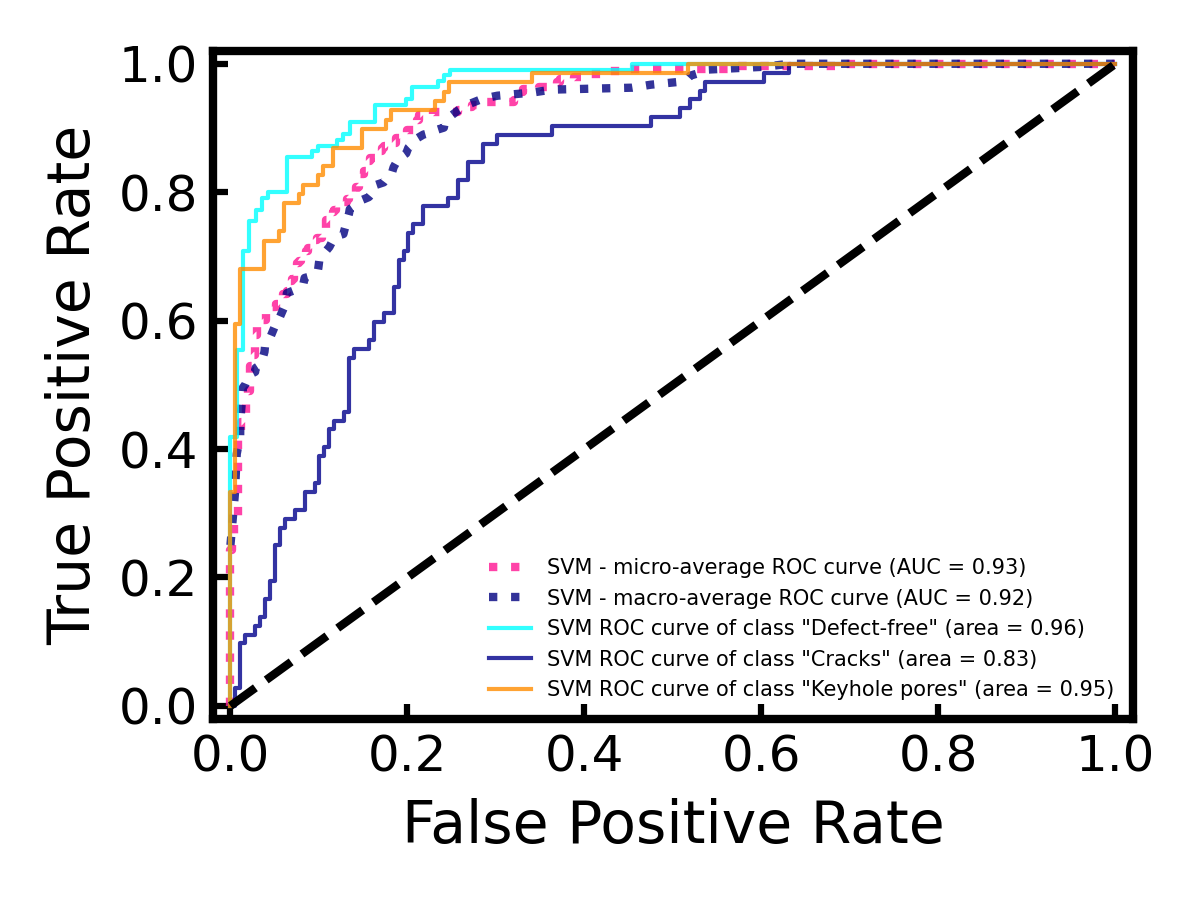 1.0
0.8
0.6
0.4
0.2
0.0
True Positive Rate
SVM - micro-average ROC curve (AUC = 0.93)
SVM - macro-average ROC curve (AUC = 0.92)
SVM ROC curve of class "Defect-free" (area = 0.96)
SVM ROC curve of class "Cracks" (area = 0.83)
SVM ROC curve of class "Keyhole pores" (area = 0.95)
0.0 0.2 0.4 0.6 0.8 1.0
False Positive Rate